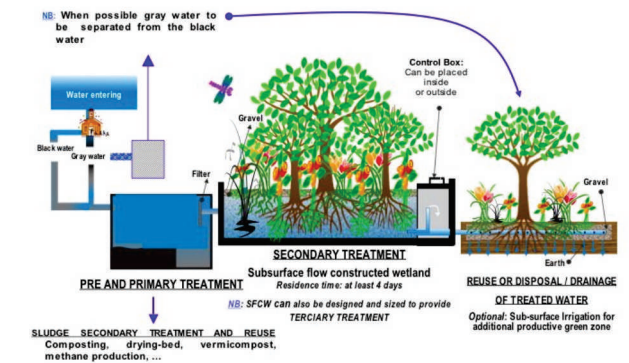 NB: When possible gray water to
be separated from the black
water
Control Box:
Can be placed
inside
or outside
Water entering
Gravel
Black water
Gray water
Filter
Gravel
Earth
SECONDARY TREATMENT
Subsurface flow constructed wetland
Residence time: at least 4 days
NB: SFCW can also be designed and sized to provide
TERCIARY TREATMENT
PRE AND PRIMARY TREATMENT
REUSE OR DISPOSAL / DRAINAGE
OF TREATED WATER
Optional: Sub-surface Irrigation for
additional productive green zone
SLUDGE SECONDARY TREATMENT AND REUSE
Composting, drying-bed, vermicompost,
methane production, ...